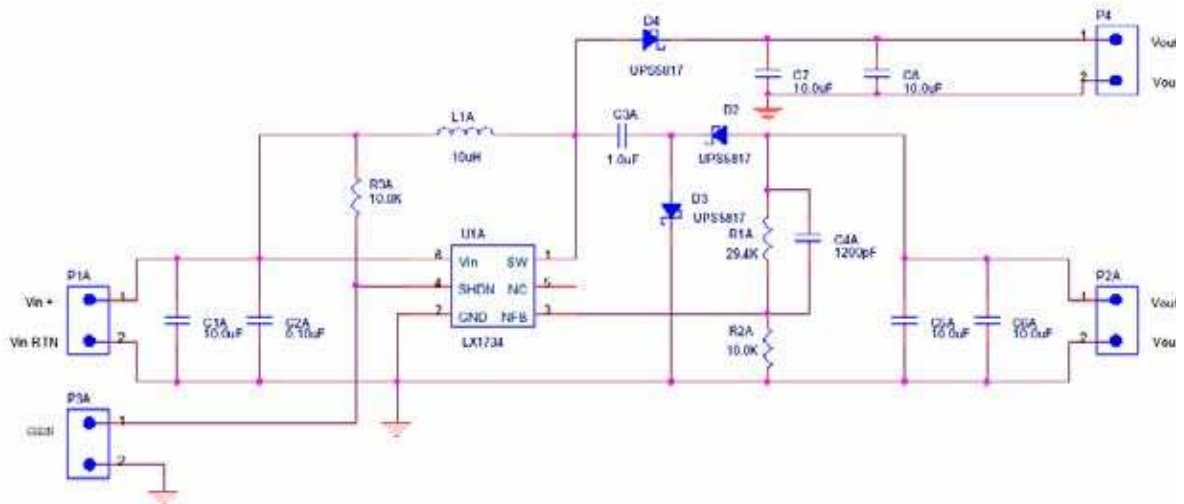 D4
UPS5817
P4
1
Vout
C7
10.0uF
C8
10.0uF
2
Vou
L1A
10uH
C3A
1.0uF
D2
UPS5817
R3A
10.0K
D3
UPS5817
R1A
29.4K
C4A
1200pF
U1A
6
Vin
SW
1
4
SHDN
NC
5
2
GND
NFB
3
LX1734
P1A
Vin +
1
Vin RTN
2
C1A
10.0uF
C2A
0.10uF
R2A
10.0K
C5A
10.0uF
C6A
10.0uF
P2A
1
Vout
2
Vou
P3A
1
2